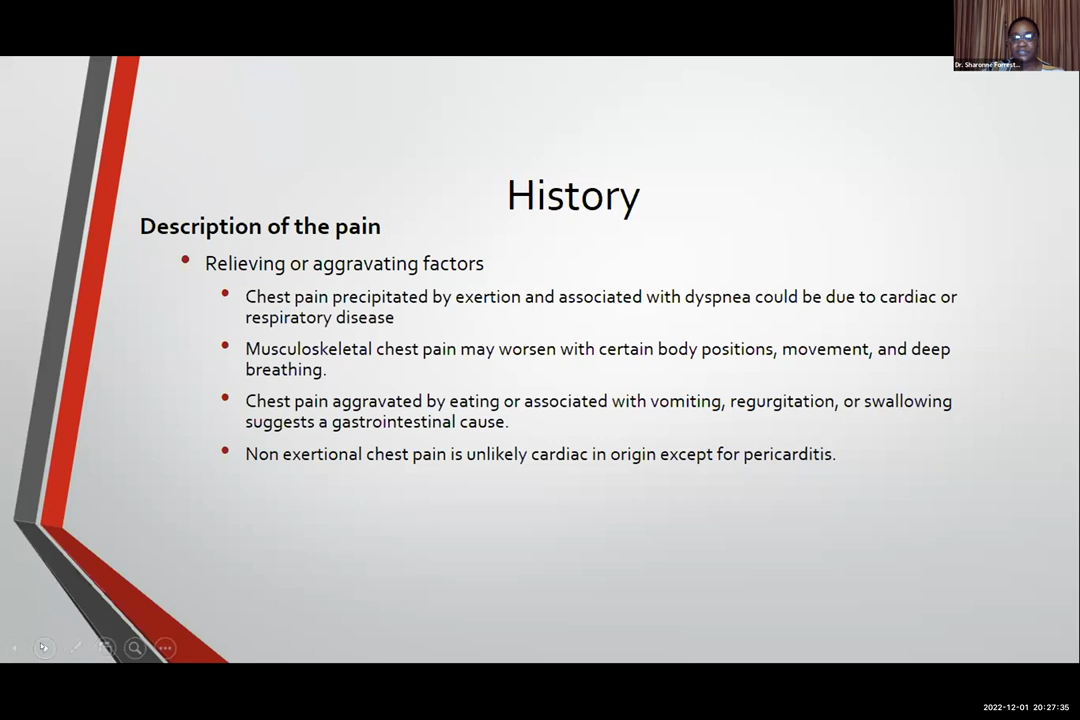 Dr. Sharonne Forrest...
History
Description of the pain
Relieving or aggravating factors
Chest pain precipitated by exertion and associated with dyspnea could be due to cardiac or
respiratory disease
Musculoskeletal chest pain may worsen with certain body positions, movement, and deep
breathing.
Chest pain aggravated by eating or associated with vomiting, regurgitation, or swallowing
suggests a gastrointestinal cause.
Non exertional chest pain is unlikely cardiac in origin except for pericarditis.
2022-12-01 20:27:35